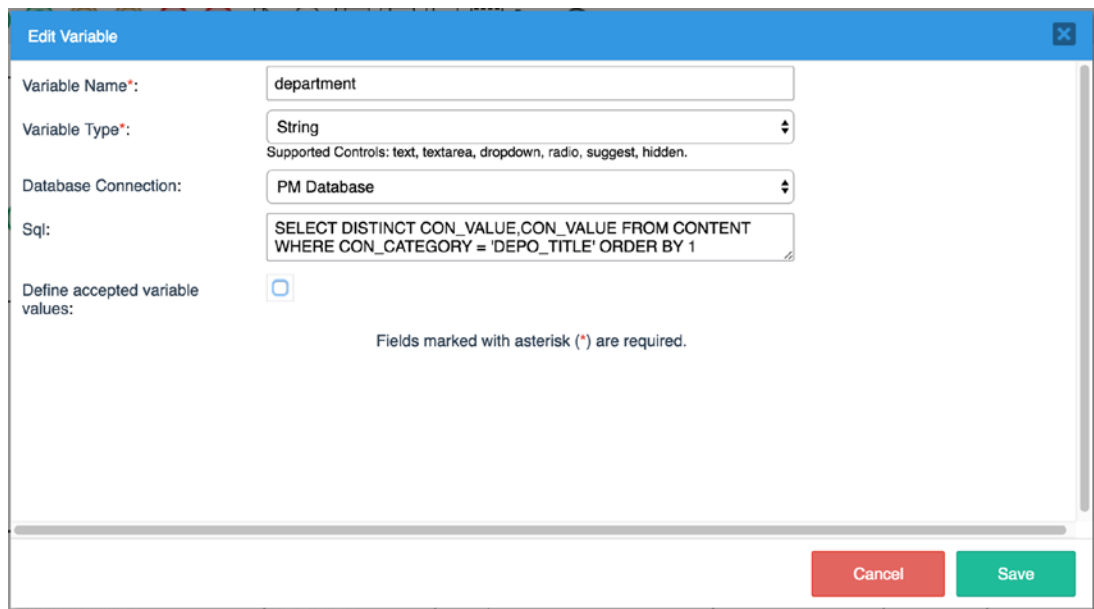 Edit Variable
Variable Name*:
department
Variable Type*:
String
Supported Controls: text, textarea, dropdown, radio, suggest, hidden.
Database Connection:
PM Database
Sql:
SELECT DISTINCT CON_VALUE,CON_VALUE FROM CONTENT
WHERE CON_CATEGORY = 'DEPO_TITLE' ORDER BY 1
Define accepted variable
values:
Fields marked with asterisk (*) are required.
Cancel
Save